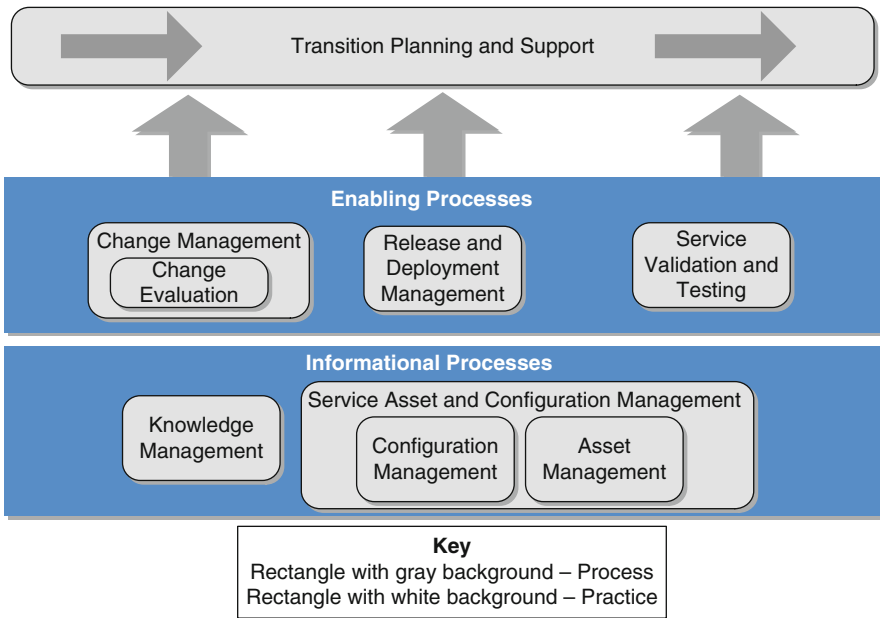 Transition Planning and Support
Enabling Processes
Change Management
Change
Evaluation
Release and
Deployment
Management
Service
Validation and
Testing
Informational Processes
Knowledge
Management
Service Asset and Configuration Management
Configuration
Management
Asset
Management
Key
Rectangle with gray background – Process
Rectangle with white background – Practice